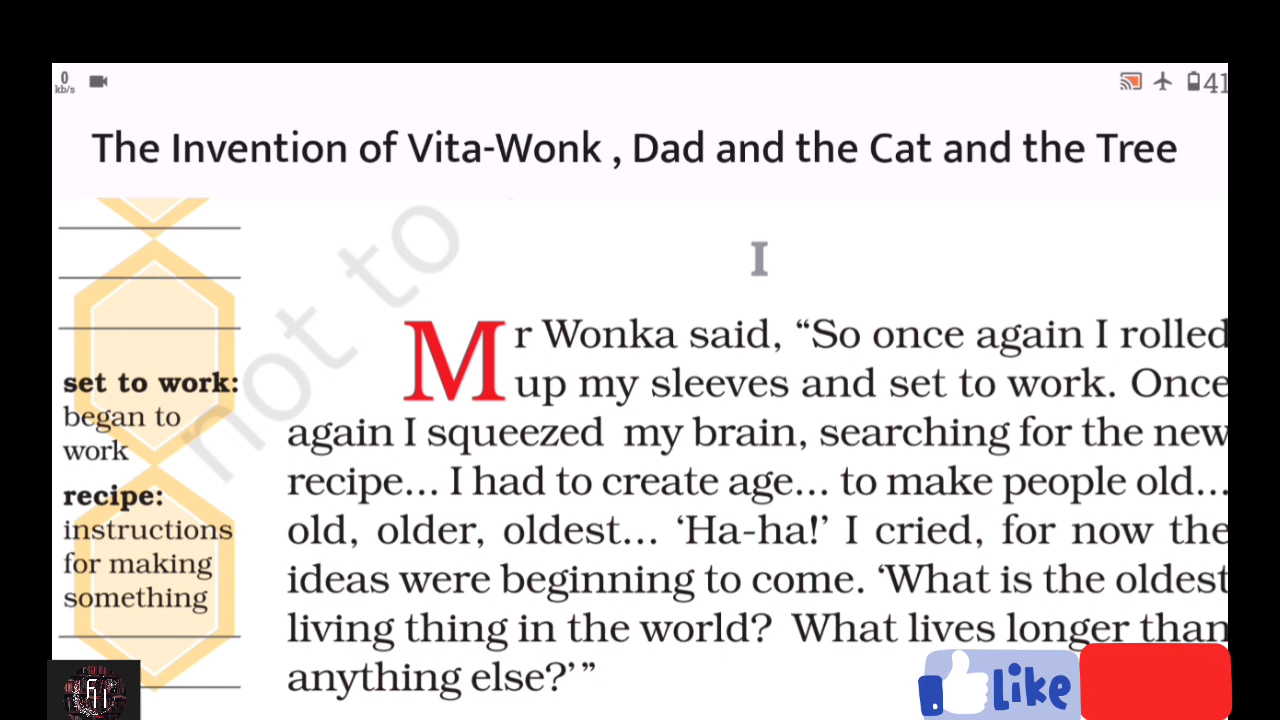 0
kb/s
41
The Invention of Vita-Wonk , Dad and the Cat and the Tree
not to
I
Mr Wonka said, “So once again I rolled
up my sleeves and set to work. Once
again I squeezed my brain, searching for the new
recipe... I had to create age... to make people old...
old, older, oldest... ‘Ha-ha!’ I cried, for now the
ideas were beginning to come. ‘What is the oldest
living thing in the world? What lives longer than
anything else?’”
set to work:
began to
work
recipe:
instructions
for making
something
Like